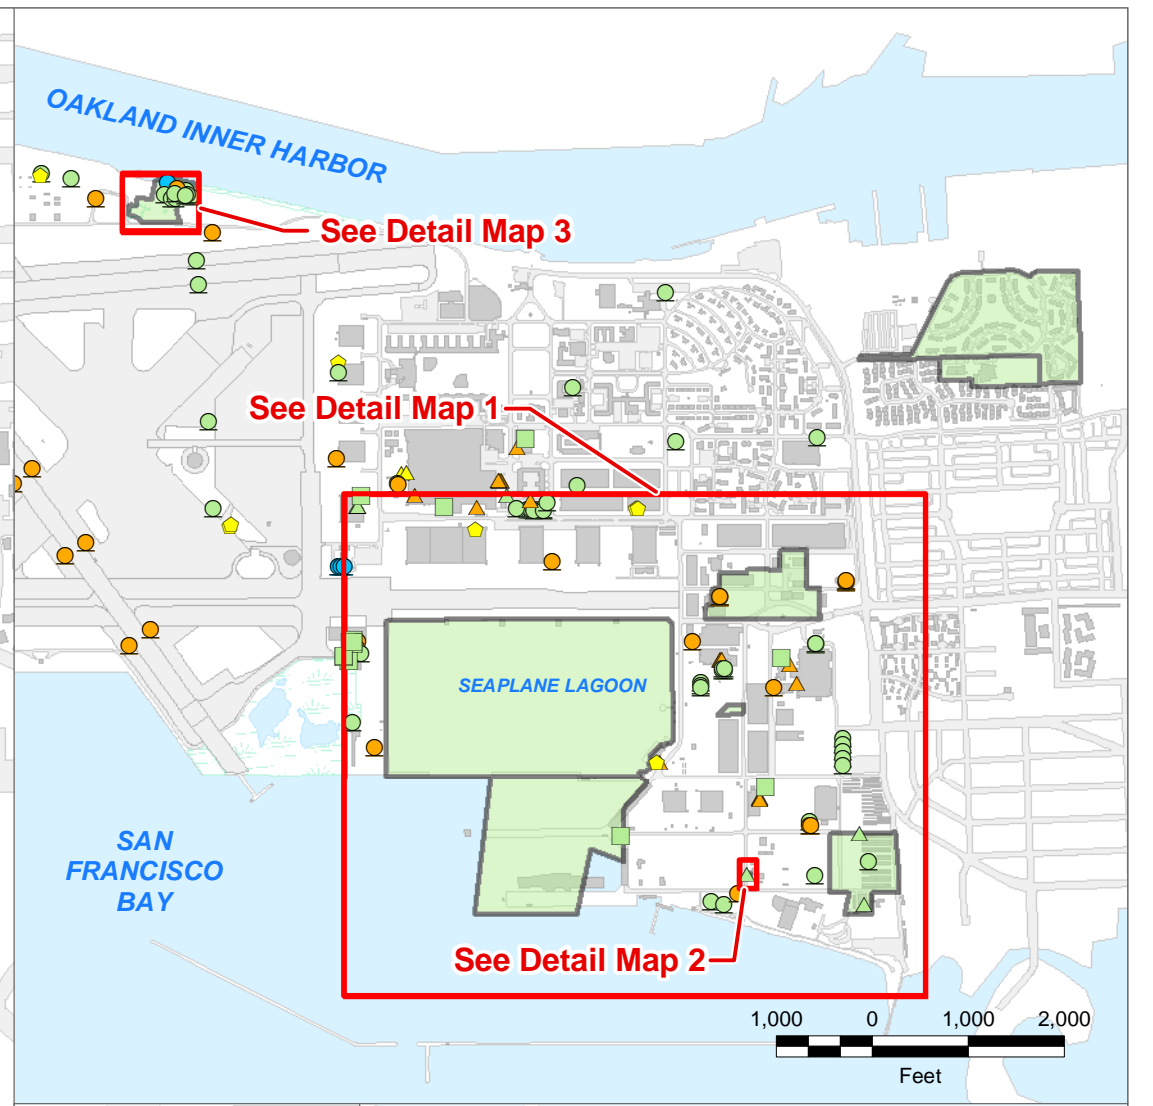 OAKLAND INNER HARBOR
See Detail Map 3
See Detail Map 1
SEAPLANE LAGOON
SAN
FRANCISCO
BAY
See Detail Map 2
1,000 0 1,000 2,000
Feet